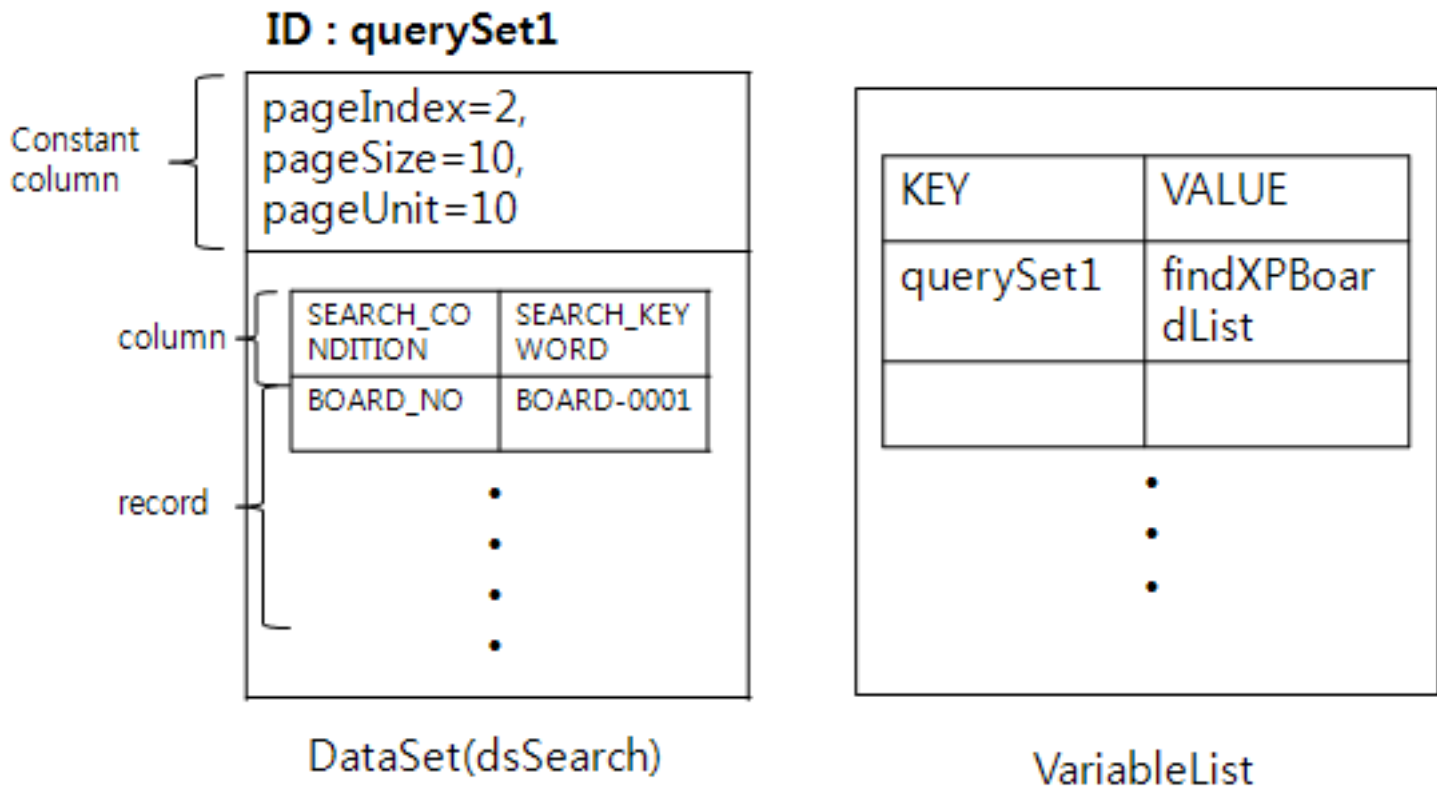 ID : querySet1
Constant
column
pageIndex=2,
pageSize=10,
pageUnit=10
column
SEARCH_CO
NDITION
SEARCH_KEY
WORD
record
BOARD_NO
BOARD-0001
DataSet(dsSearch)
KEY
VALUE
querySet1
findXPBoar
dList
VariableList